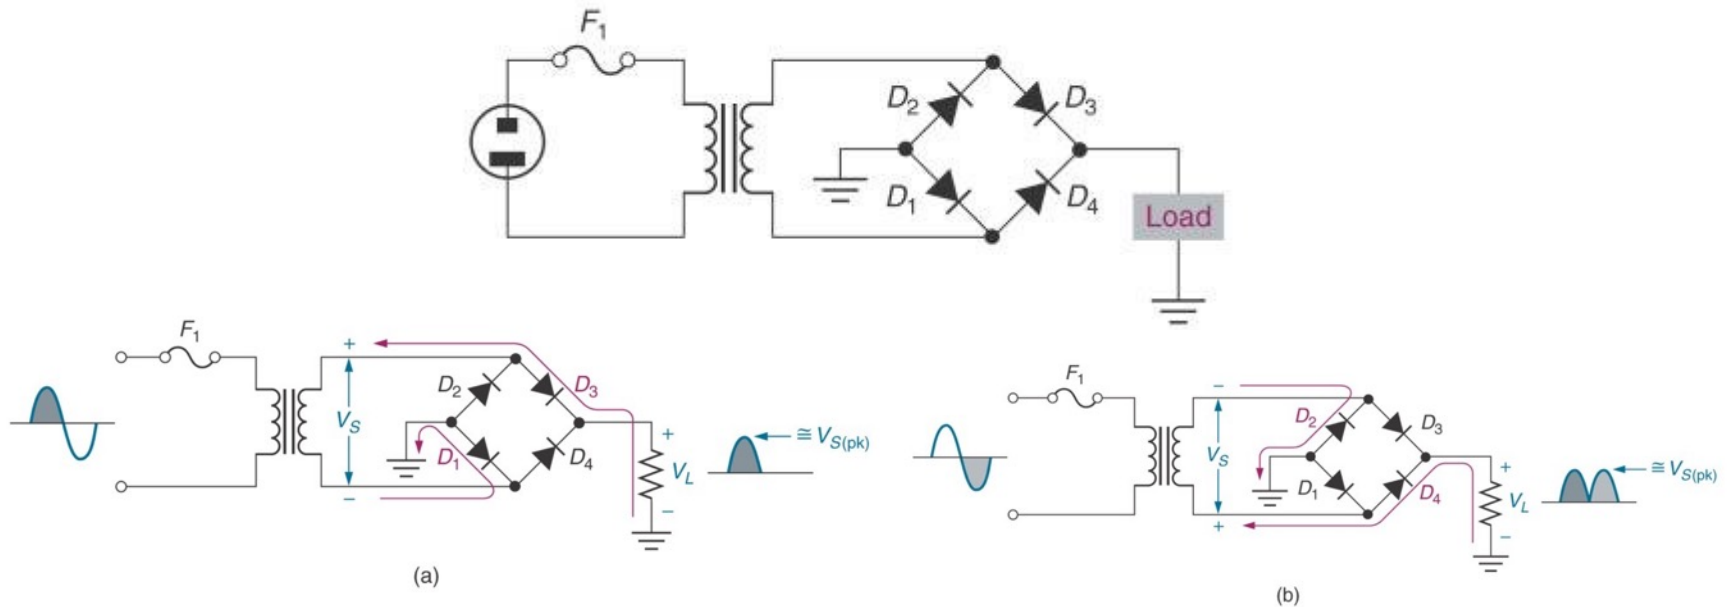 F1
D2
D3
D1
D4
Load
F1
+
D2
D3
VS
D1
D4
+
VL
−
−
≅ VS(pk)
(a)
F1
−
D2
D3
VS
D1
D4
+
+
VL
−
≅ VS(pk)
(b)